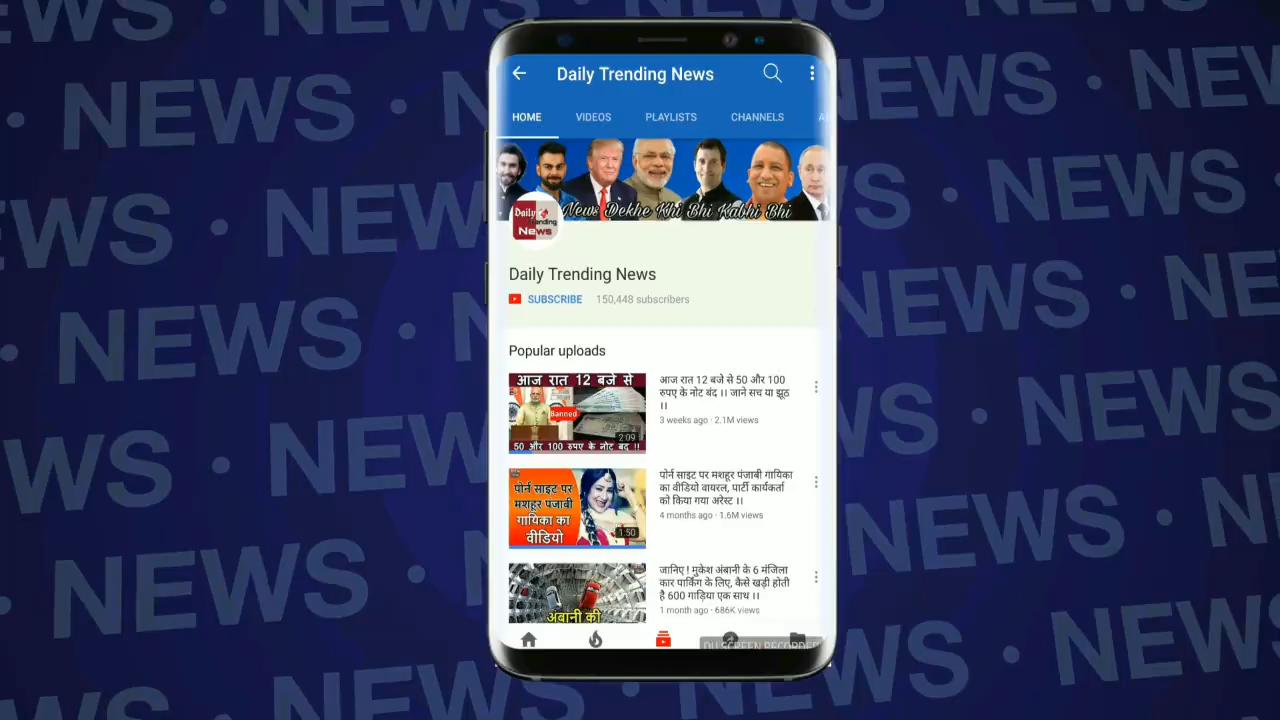 NEWS • NEWS • NEWS
Daily Trending News
HOME VIDEOS PLAYLISTS CHANNELS
News Dekhe Khi Bhi Kabhi Bhi
Daily
Trending
News
Daily Trending News
SUBSCRIBE 150,448 subscribers
Popular uploads
आज रात 12 बजे से
Banned
2:09
50 और 100 रुपए के नोट बंद !!
आज रात 12 बजे से 50 और 100
रुपए के नोट बंद ।। जाने सच या झूठ
।।
3 weeks ago · 2.1M views
पोर्न साइट पर
मशहूर पंजाबी
गायिका का
वीडियो
1:50
पोर्न साइट पर मशहूर पंजाबी गायिका
का वीडियो वायरल, पार्टी कार्यकर्ता
को किया गया अरेस्ट ।।
4 months ago · 1.6M views
अंबानी की
जानिए ! मुकेश अंबानी के 6 मंजिला
कार पार्किंग के लिए, कैसे खड़ी होती
है 600 गाड़िया एक साथ ।।
1 month ago · 686K views
DU SCREEN RECORDER